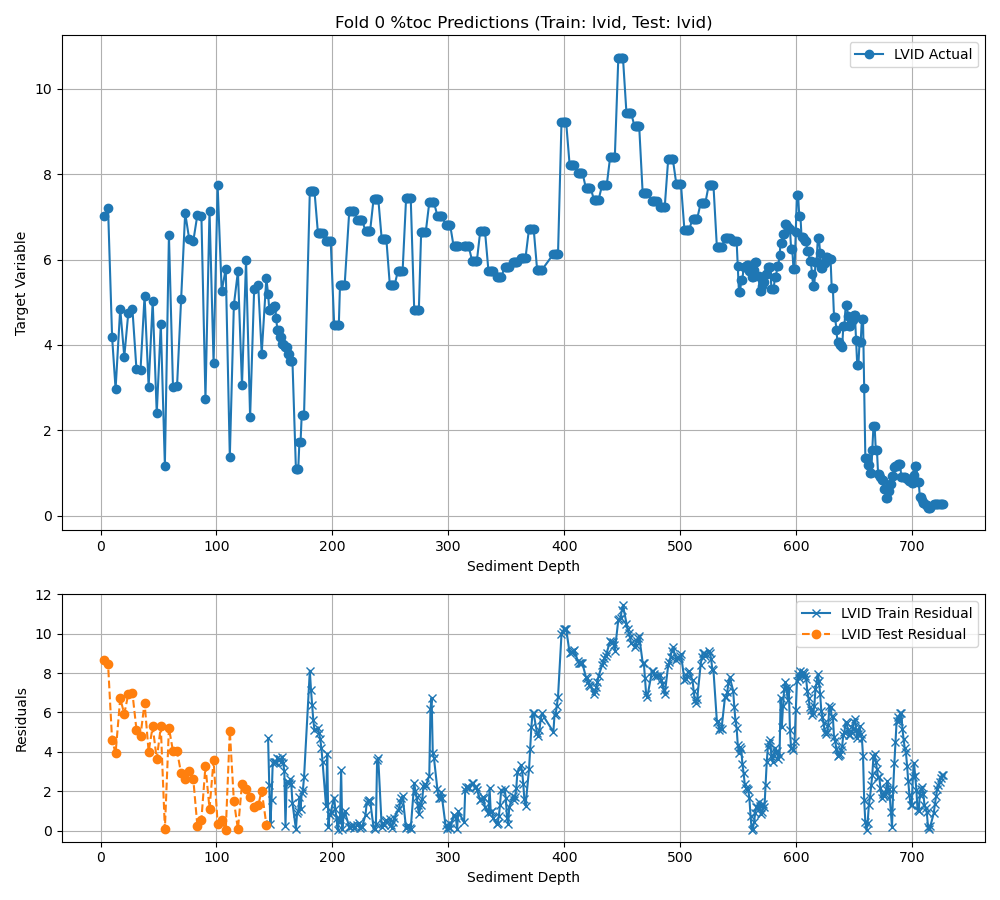 Fold 0 %toc Predictions (Train: lvid, Test: lvid)
LVID Actual
Target Variable
10
8
6
4
2
0
0 100 200 300 400 500 600 700
Sediment Depth
LVID Train Residual
LVID Test Residual
Residuals
12
10
8
6
4
2
0
0 100 200 300 400 500 600 700
Sediment Depth